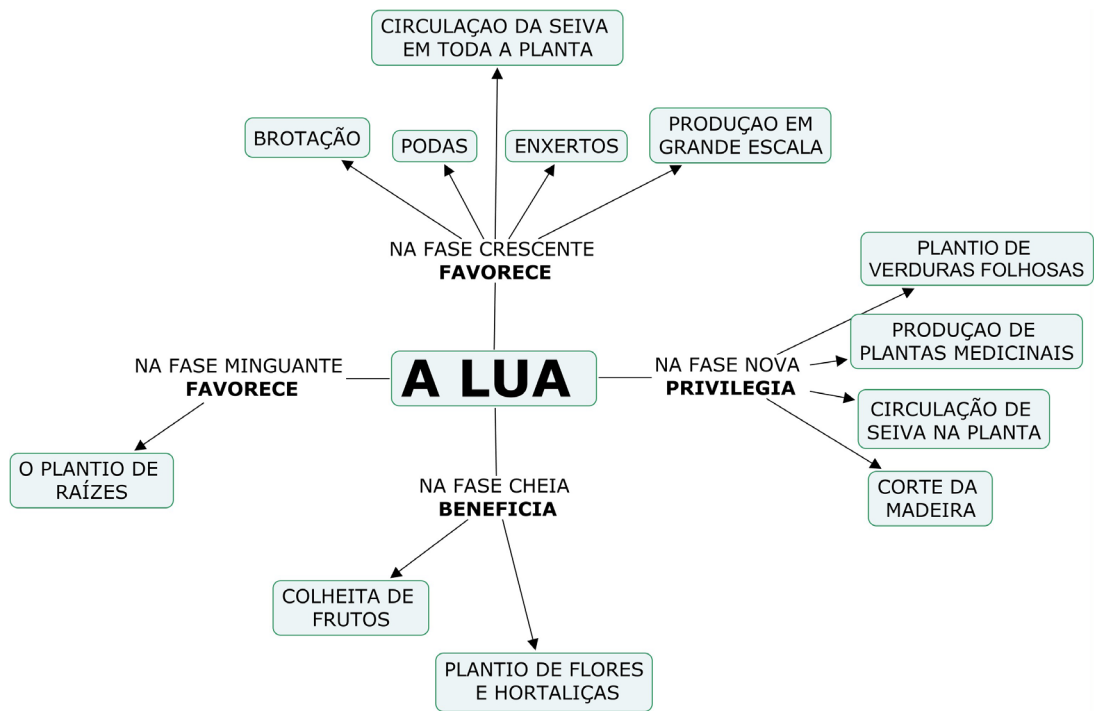 CIRCULAÇAO DA SEIVA
EM TODA A PLANTA
BROTAÇÃO
PODAS
ENXERTOS
PRODUÇAO EM
GRANDE ESCALA
NA FASE CRESCENTE
FAVORECE
PLANTIO DE
VERDURAS FOLHOSAS
PRODUÇAO DE
PLANTAS MEDICINAIS
NA FASE MINGUANTE
FAVORECE
A LUA
NA FASE NOVA
PRIVILEGIA
CIRCULAÇÃO DE
SEIVA NA PLANTA
O PLANTIO DE
RAÍZES
NA FASE CHEIA
BENEFICIA
CORTE DA
MADEIRA
COLHEITA DE
FRUTOS
PLANTIO DE FLORES
E HORTALIÇAS